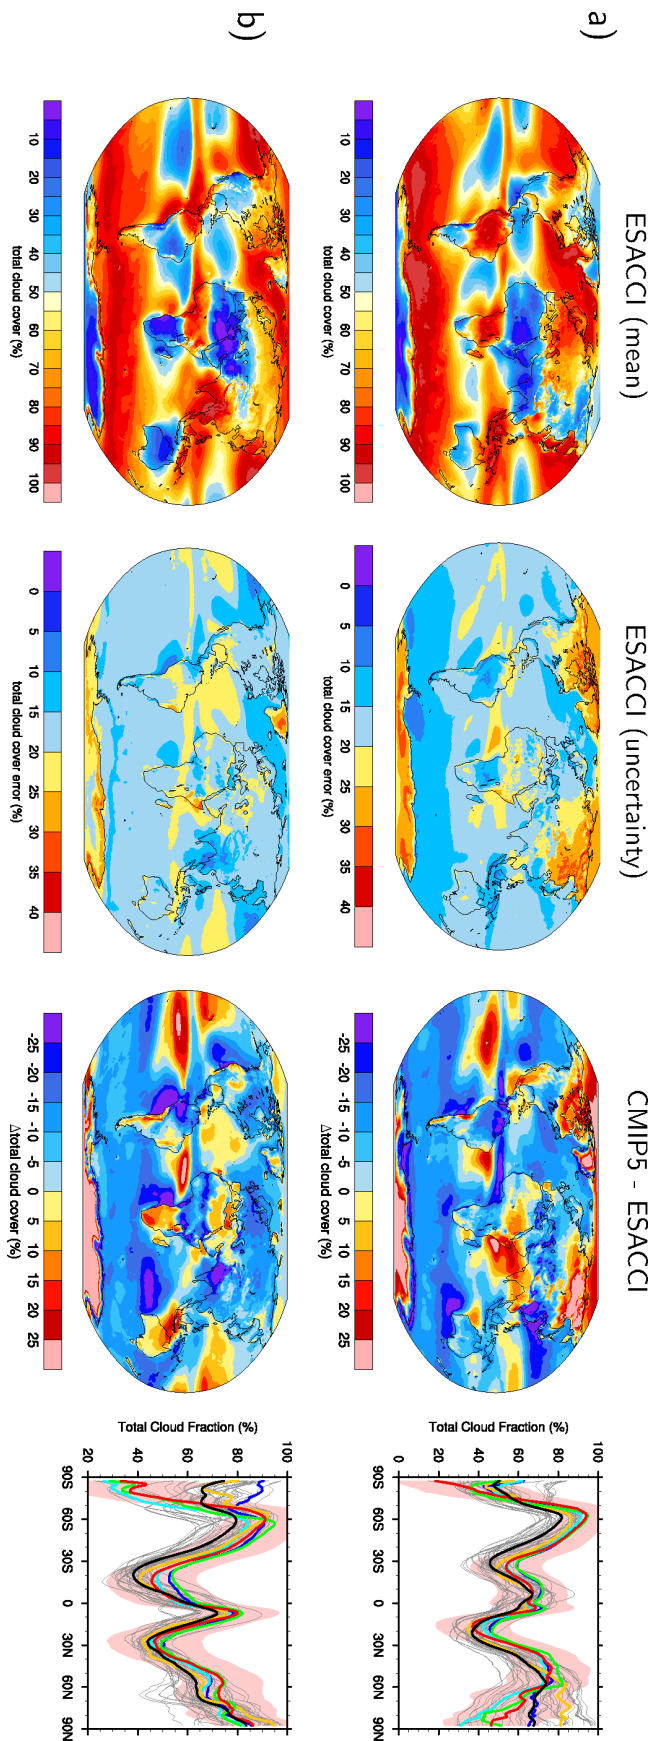 ESACCI (mean) ESACCI (uncertainty) CMIP5 - ESACCI
a)
10 20 30 40 50 60 70 80 90 100
total cloud cover (%)
0 5 10 15 20 25 30 35 40
total cloud cover error (%)
-25 -20 -15 -10 -5 0 5 10 15 20 25
Δtotal cloud cover (%)
Total Cloud Fraction (%)
100
80
60
40
20
0
90S 60S 30S 0 30N 60N 90N
b)
10 20 30 40 50 60 70 80 90 100
total cloud cover (%)
0 5 10 15 20 25 30 35 40
total cloud cover error (%)
-25 -20 -15 -10 -5 0 5 10 15 20 25
Δtotal cloud cover (%)
Total Cloud Fraction (%)
100
80
60
40
20
90S 60S 30S 0 30N 60N 90N